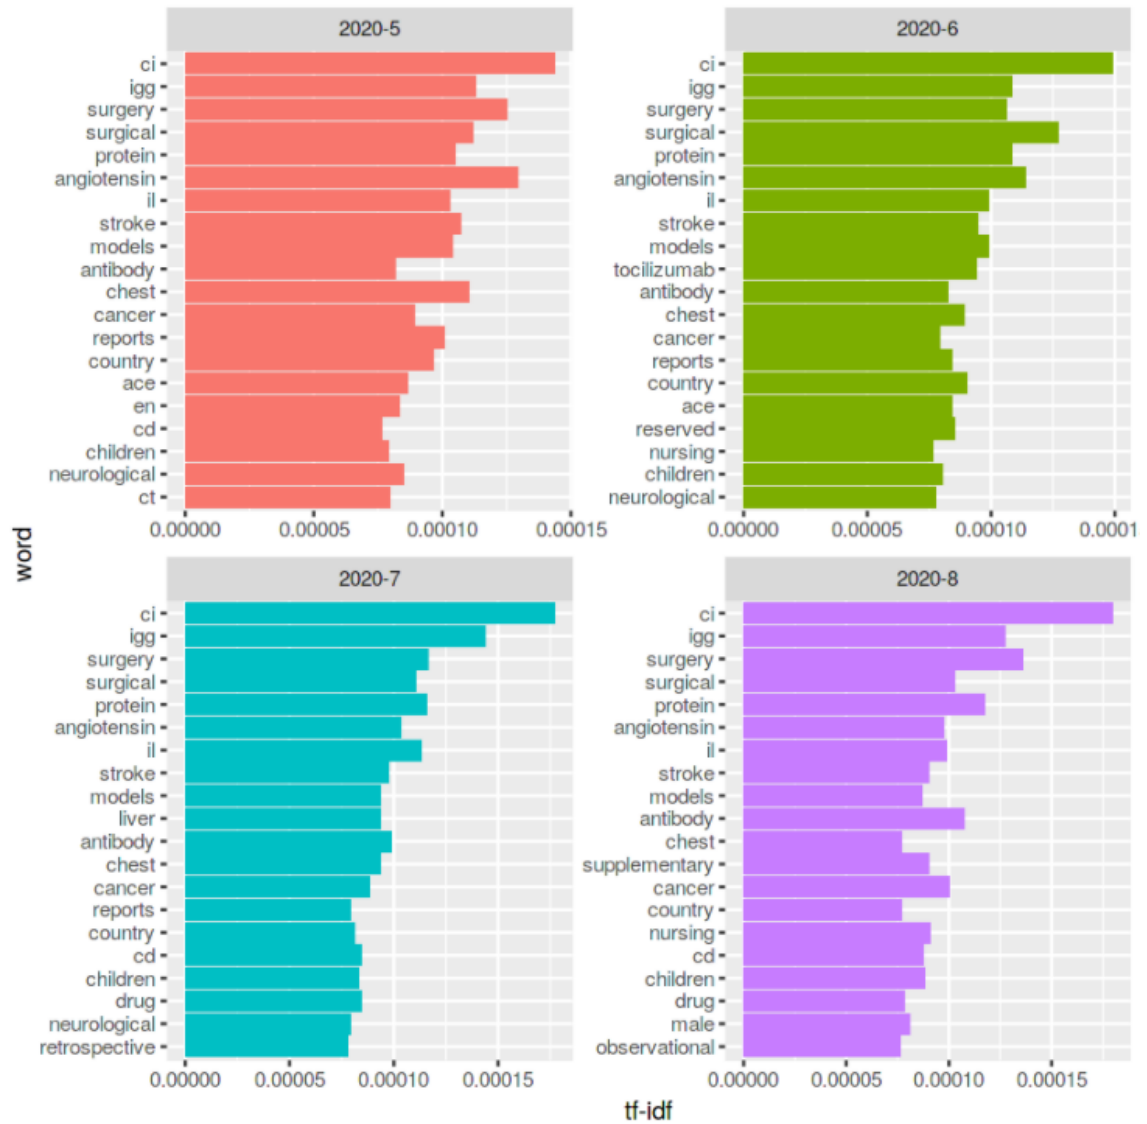 2020-5
ci
igg
surgery
surgical
protein
angiotensin
il
stroke
models
antibody
chest
cancer
reports
country
ace
en
cd
children
neurological
ct
0.00000 0.00005 0.00010 0.00015
2020-6
ci
igg
surgery
surgical
protein
angiotensin
il
stroke
models
tocilizumab
antibody
chest
cancer
reports
country
ace
reserved
nursing
children
neurological
0.00000 0.00005 0.00010 0.0001
word
2020-7
ci
igg
surgery
surgical
protein
angiotensin
il
stroke
models
liver
antibody
chest
cancer
reports
country
cd
children
drug
neurological
retrospective
0.00000 0.00005 0.00010 0.00015
2020-8
ci
igg
surgery
surgical
protein
angiotensin
il
stroke
models
antibody
chest
supplementary
cancer
country
nursing
cd
children
drug
male
observational
0.00000 0.00005 0.00010 0.00015
tf-idf